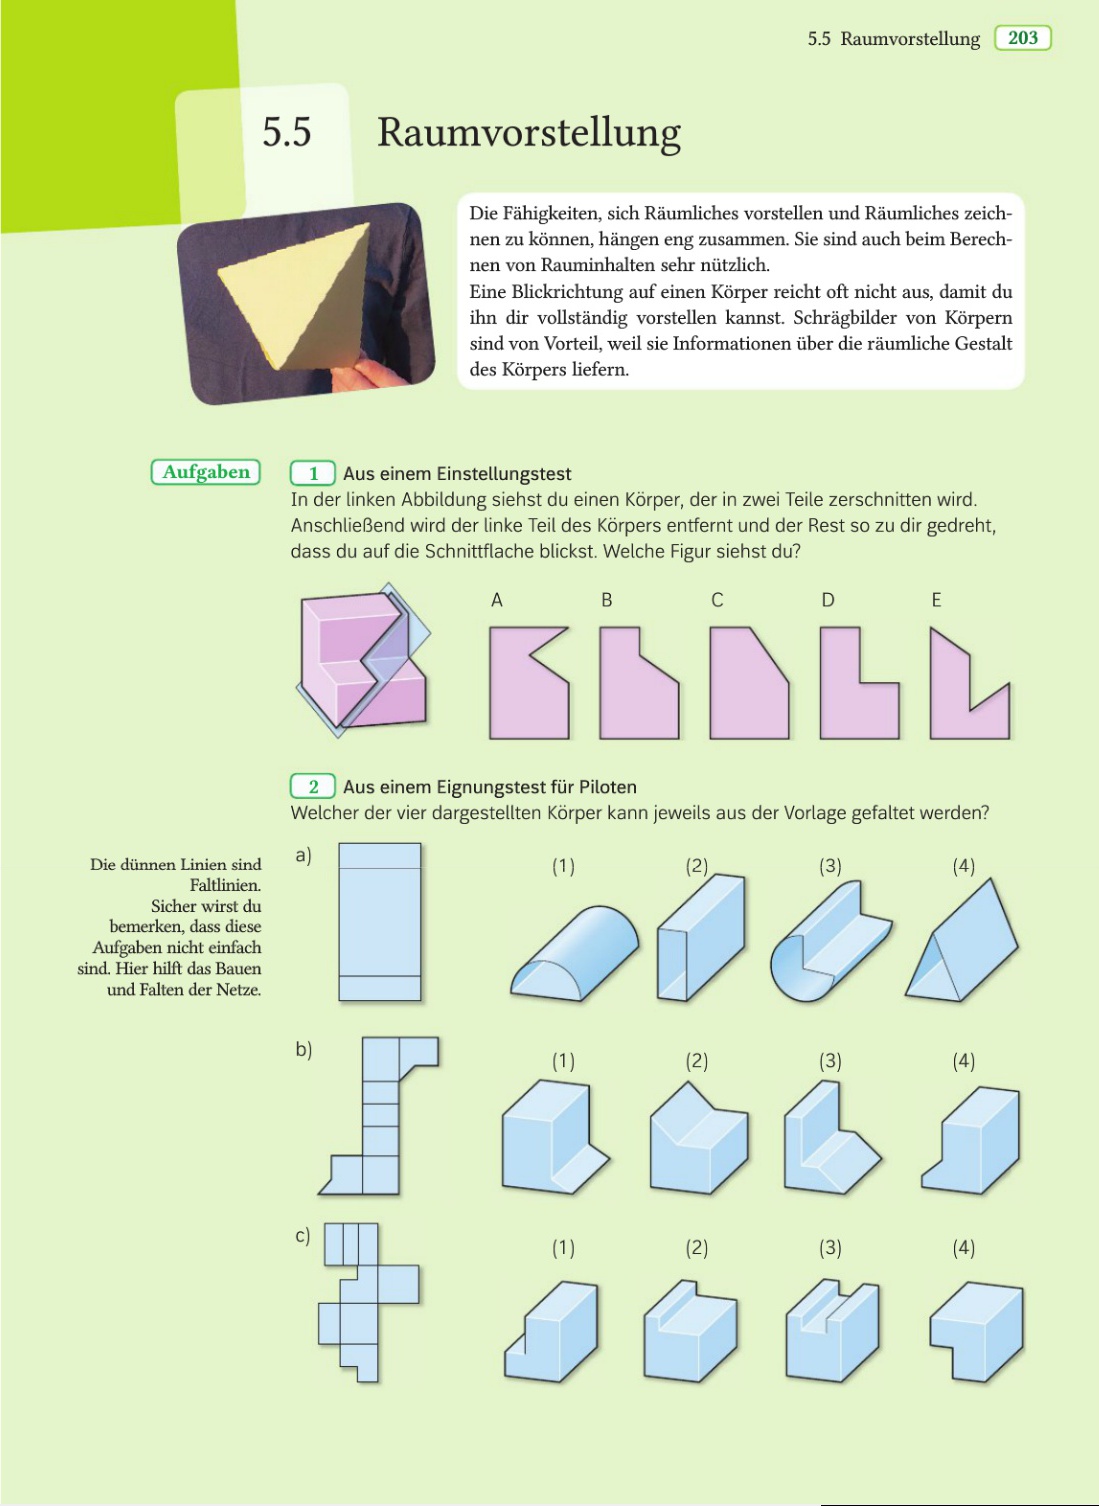 5.5 Raumvorstellung 203
5.5 Raumvorstellung
Die Fähigkeiten, sich Räumliches vorstellen und Räumliches zeich-
nen zu können, hängen eng zusammen. Sie sind auch beim Berech-
nen von Rauminhalten sehr nützlich.
Eine Blickrichtung auf einen Körper reicht oft nicht aus, damit du
ihn dir vollständig vorstellen kannst. Schrägbilder von Körpern
sind von Vorteil, weil sie Informationen über die räumliche Gestalt
des Körpers liefern.
Aufgaben
1 Aus einem Einstellungstest
In der linken Abbildung siehst du einen Körper, der in zwei Teile zerschnitten wird.
Anschließend wird der linke Teil des Körpers entfernt und der Rest so zu dir gedreht,
dass du auf die Schnittflache blickst. Welche Figur siehst du?
A B C D E
2 Aus einem Eignungstest für Piloten
Welcher der vier dargestellten Körper kann jeweils aus der Vorlage gefaltet werden?
Die dünnen Linien sind
Faltlinien.
Sicher wirst du
bemerken, dass diese
Aufgaben nicht einfach
sind. Hier hilft das Bauen
und Falten der Netze.
a) (1) (2) (3) (4)
b) (1) (2) (3) (4)
c) (1) (2) (3) (4)